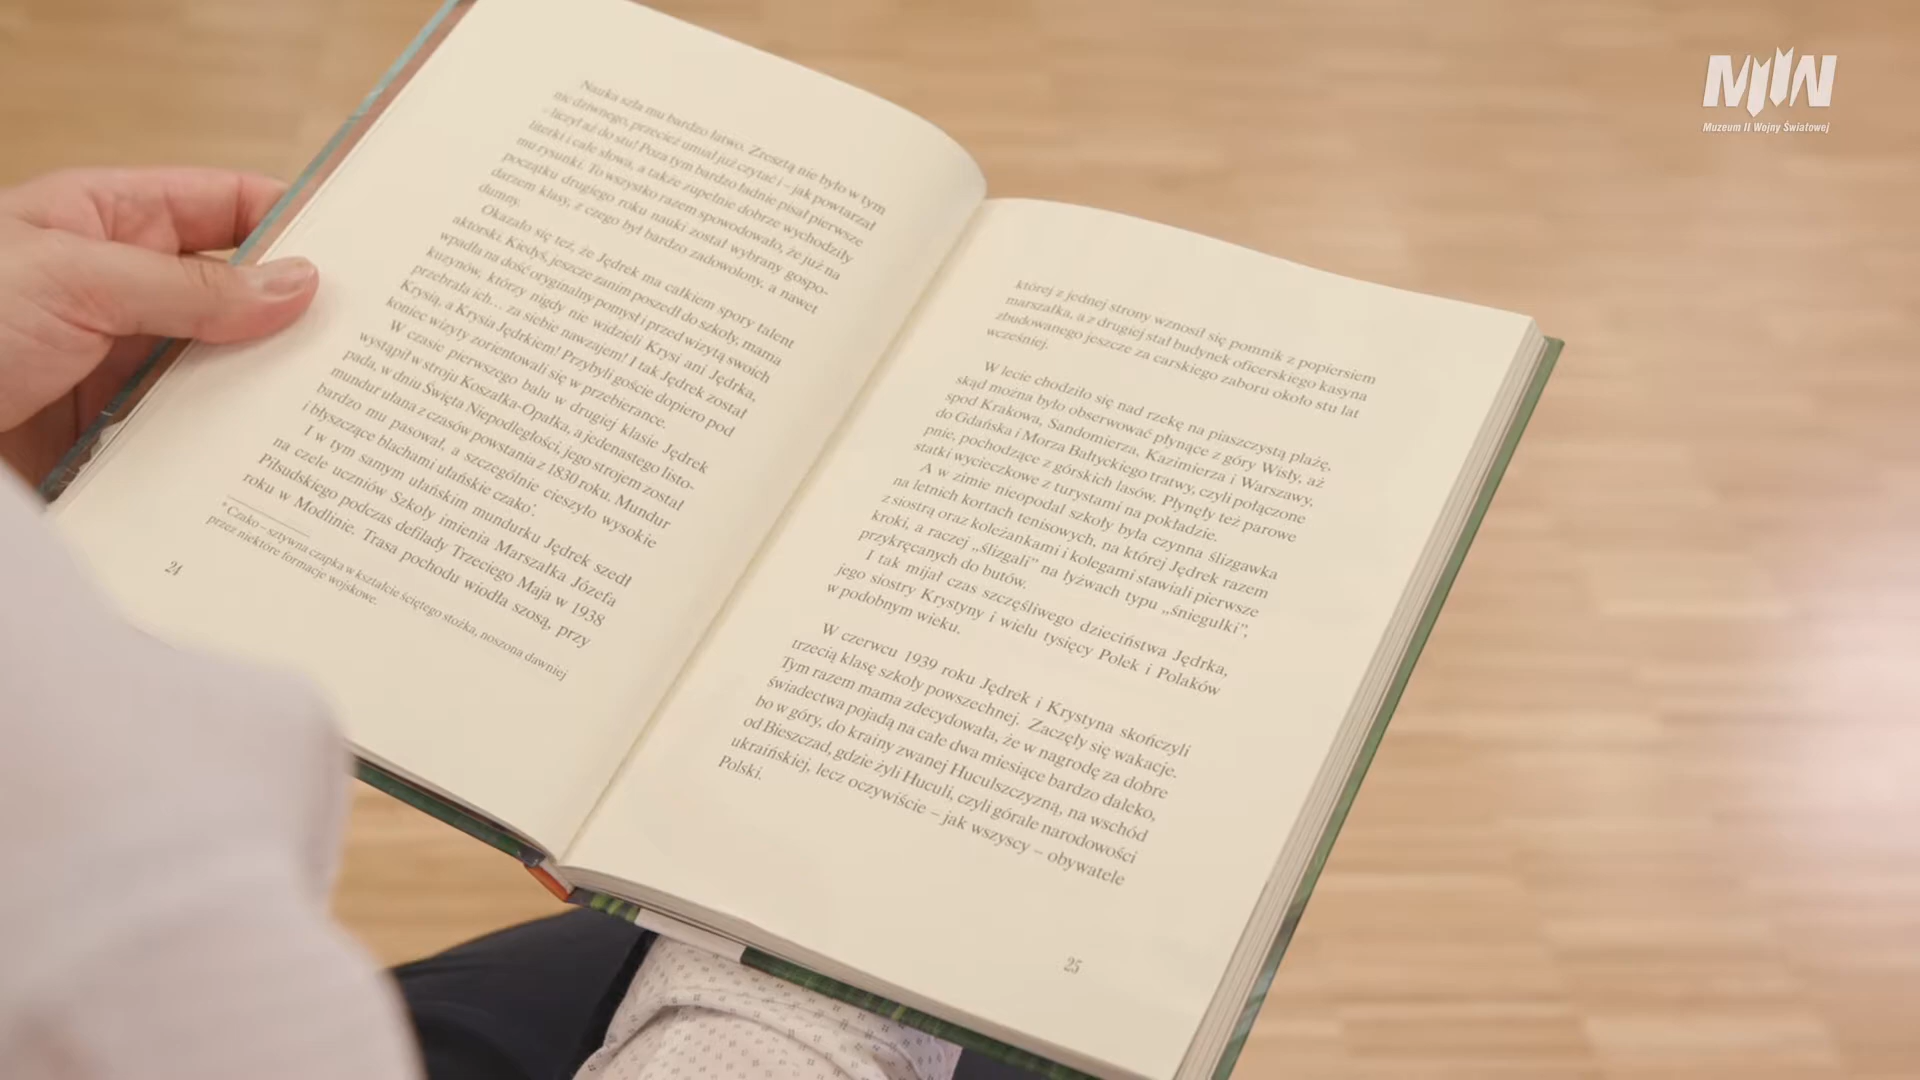 Nauka szła mu bardzo łatwo. Zresztą nie było w tym
nic dziwnego, przecież umiał już czytać i – jak powtarzał
– liczył aż do stu! Poza tym bardzo ładnie pisał pierwsze
literki i całe słowa, a także zupełnie dobrze wychodziły
mu rysunki. To wszystko razem spowodowało, że już na
początku drugiego roku nauki został wybrany gospo-
darzem klasy, z czego był bardzo zadowolony, a nawet
dumny.
Okazało się też, że Jędrek ma całkiem spory talent
aktorski. Kiedyś, jeszcze zanim poszedł do szkoły, mama
wpadła na dość oryginalny pomysł i przed wizytą swoich
kuzynów, którzy nigdy nie widzieli Krysi ani Jędrka,
przebrała ich... za siebie nawzajem! I tak Jędrek został
Krysią, a Krysia Jędrkiem! Przybyli goście dopiero pod
koniec wizyty zorientowali się w przebierance.
W czasie pierwszego balu w drugiej klasie Jędrek
wystąpił w stroju Koszałka-Opałka, a jedenastego listo-
pada, w dniu Święta Niepodległości, jego strojem został
mundur ułana z czasów powstania z 1830 roku. Mundur
bardzo mu pasował, a szczególnie cieszyło wysokie
i błyszczące blachami ułańskie czako*.
I w tym samym ułańskim mundurku Jędrek szedł
na czele uczniów Szkoły imienia Marszałka Józefa
Piłsudskiego podczas defilady Trzeciego Maja w 1938
roku w Modlinie. Trasa pochodu wiodła szosą, przy
* Czako – sztywna czapka w kształcie ściętego stożka, noszona dawniej
przez niektóre formacje wojskowe.
24
której z jednej strony wznosił się pomnik z popiersiem
marszałka, a z drugiej stał budynek oficerskiego kasyna
zbudowanego jeszcze za carskiego zaboru około stu lat
wcześniej.
W lecie chodziło się nad rzekę na piaszczystą plażę,
skąd można było obserwować płynące z góry Wisły, aż
spod Krakowa, Sandomierza, Kazimierza i Warszawy,
do Gdańska i Morza Bałtyckiego tratwy, czyli połączone
pnie, pochodzące z górskich lasów. Płynęły też parowe
statki wycieczkowe z turystami na pokładzie.
A w zimie nieopodal szkoły była czynna ślizgawka
na letnich kortach tenisowych, na której Jędrek razem
z siostrą oraz koleżankami i kolegami stawiali pierwsze
kroki, a raczej „ślizgali” na łyżwach typu „śniegulki”,
przykręcanych do butów.
I tak mijał czas szczęśliwego dzieciństwa Jędrka,
jego siostry Krystyny i wielu tysięcy Polek i Polaków
w podobnym wieku.
W czerwcu 1939 roku Jędrek i Krystyna skończyli
trzecią klasę szkoły powszechnej. Zaczęły się wakacje.
Tym razem mama zdecydowała, że w nagrodę za dobre
świadectwa pojadą na całe dwa miesiące bardzo daleko,
bo w góry, do krainy zwanej Huculszczyzną, na wschód
od Bieszczad, gdzie żyli Huculi, czyli górale narodowości
ukraińskiej, lecz oczywiście – jak wszyscy – obywatele
Polski.
25
MIIW
Muzeum II Wojny Światowej